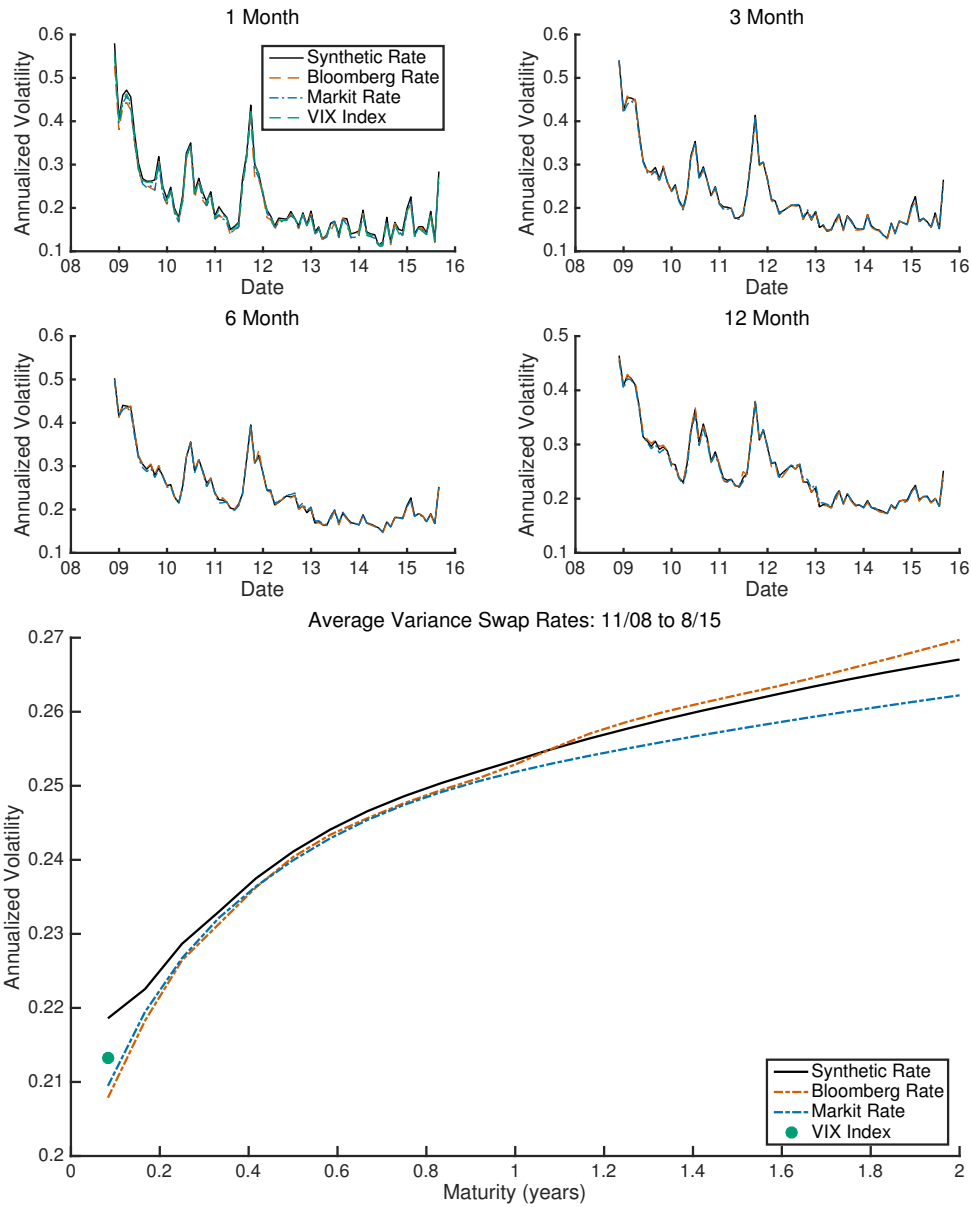 1 Month
0.6
0.5
0.4
0.3
0.2
0.1
Annualized Volatility
08 09 10 11 12 13 14 15 16
Date
Synthetic Rate
Bloomberg Rate
Markit Rate
VIX Index
3 Month
0.6
0.5
0.4
0.3
0.2
0.1
Annualized Volatility
08 09 10 11 12 13 14 15 16
Date
6 Month
0.6
0.5
0.4
0.3
0.2
0.1
Annualized Volatility
08 09 10 11 12 13 14 15 16
Date
12 Month
0.5
0.4
0.3
0.2
0.1
Annualized Volatility
08 09 10 11 12 13 14 15 16
Date
Average Variance Swap Rates: 11/08 to 8/15
0.27
0.26
0.25
0.24
0.23
0.22
0.21
0.2
Annualized Volatility
0 0.2 0.4 0.6 0.8 1 1.2 1.4 1.6 1.8 2
Maturity (years)
Synthetic Rate
Bloomberg Rate
Markit Rate
VIX Index